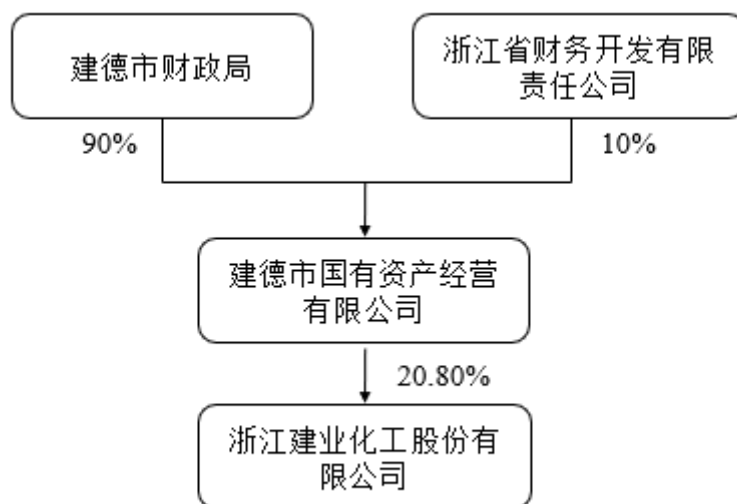 建德市财政局
浙江省财务开发有限
责任公司
90%
10%
建德市国有资产经营
有限公司
20.80%
浙江建业化工股份有
限公司